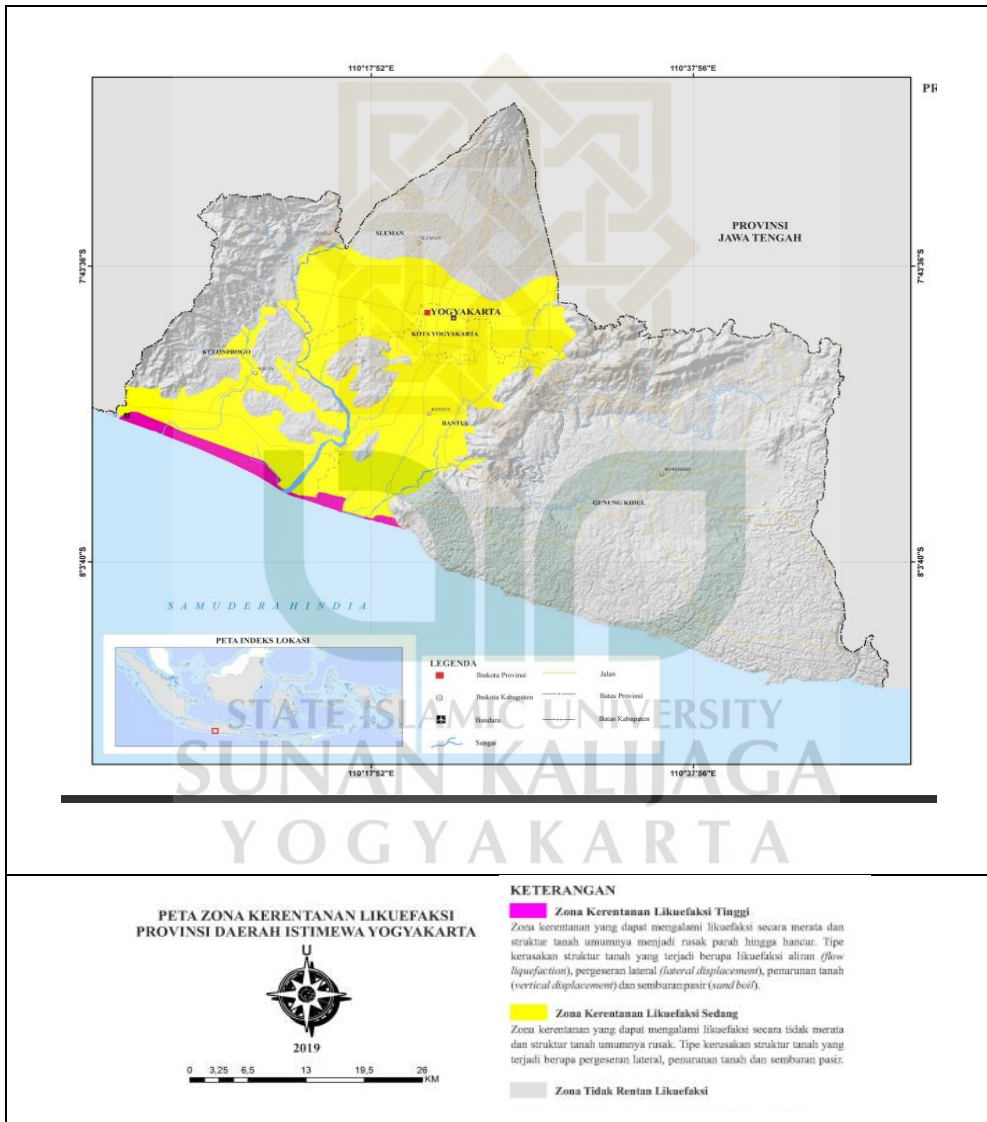 110°17'52"E
110°37'56"E
PR
PROVINSI
JAWA TENGAH
SLEMAN
SLEMAN
7°43'36"S
7°43'36"S
YOGYAKARTA
KOTA YOGYAKARTA
KULONPROGO
BANTUL
BANTUL
GUNUNG KIDUL
8°3'40"S
8°3'40"S
SAMUDERA HINDIA
PETA INDEKS LOKASI
LEGENDA
Ibukota Provinsi
Jalan
Ibukota Kabupaten
Batas Provinsi
Bandara
Batas Kabupaten
Sungai
110°17'52"E
110°37'56"E
STATE ISLAMIC UNIVERSITY
SUNAN KALIJAGA
YOGYAKARTA
PETA ZONA KERENTANAN LIKUEFAKSI
PROVINSI DAERAH ISTIMEWA YOGYAKARTA
U
2019
0 3,25 6,5 13 19,5 26
KM
KETERANGAN
Zona Kerentanan Likuefaksi Tinggi
Zona kerentanan yang dapat mengalami likuefaksi secara merata dan
struktur tanah umumnya menjadi rusak parah hingga hancur. Tipe
kerusakan struktur tanah yang terjadi berupa likuefaksi aliran (flow
liquefaction), pergeseran lateral (lateral displacement), penurunan tanah
(vertical displacement) dan semburan pasir (sand boil).
Zona Kerentanan Likuefaksi Sedang
Zona kerentanan yang dapat mengalami likuefaksi secara tidak merata
dan struktur tanah umumnya rusak. Tipe kerusakan struktur tanah yang
terjadi berupa pergeseran lateral, penurunan tanah dan semburan pasir.
Zona Tidak Rentan Likuefaksi